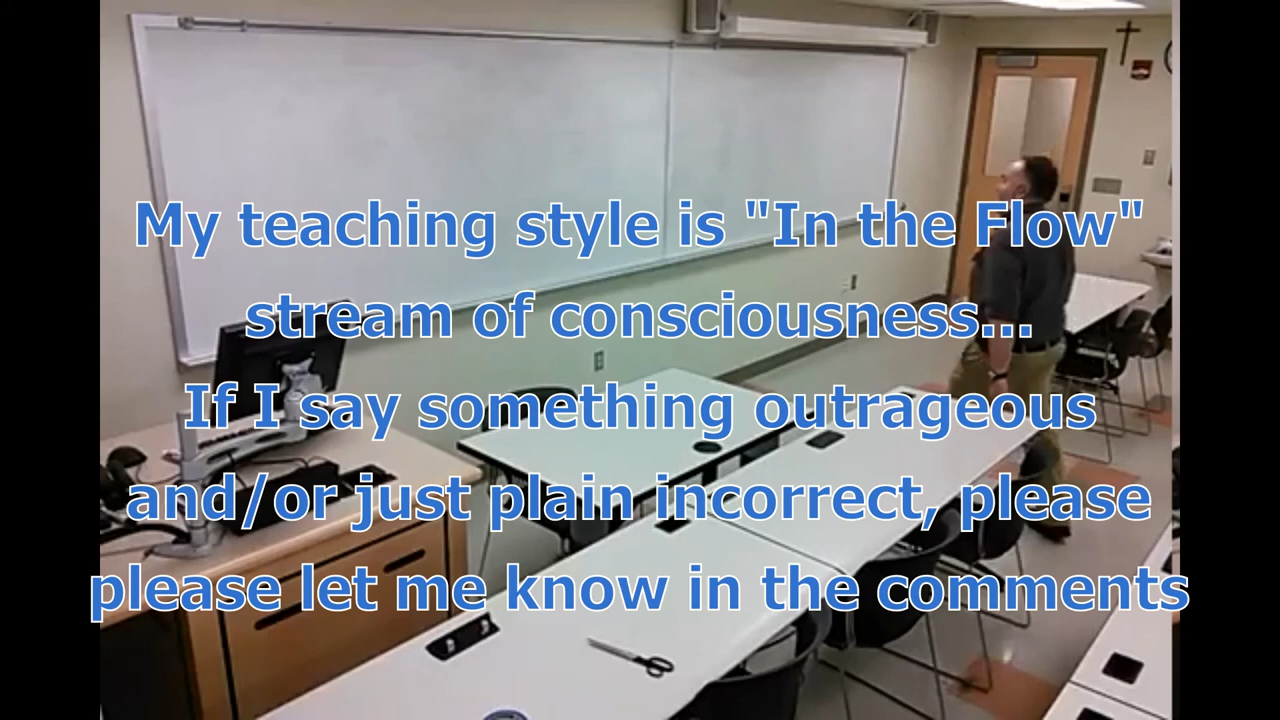 My teaching style is "In the Flow"
stream of consciousness...
If I say something outrageous
and/or just plain incorrect, please
please let me know in the comments